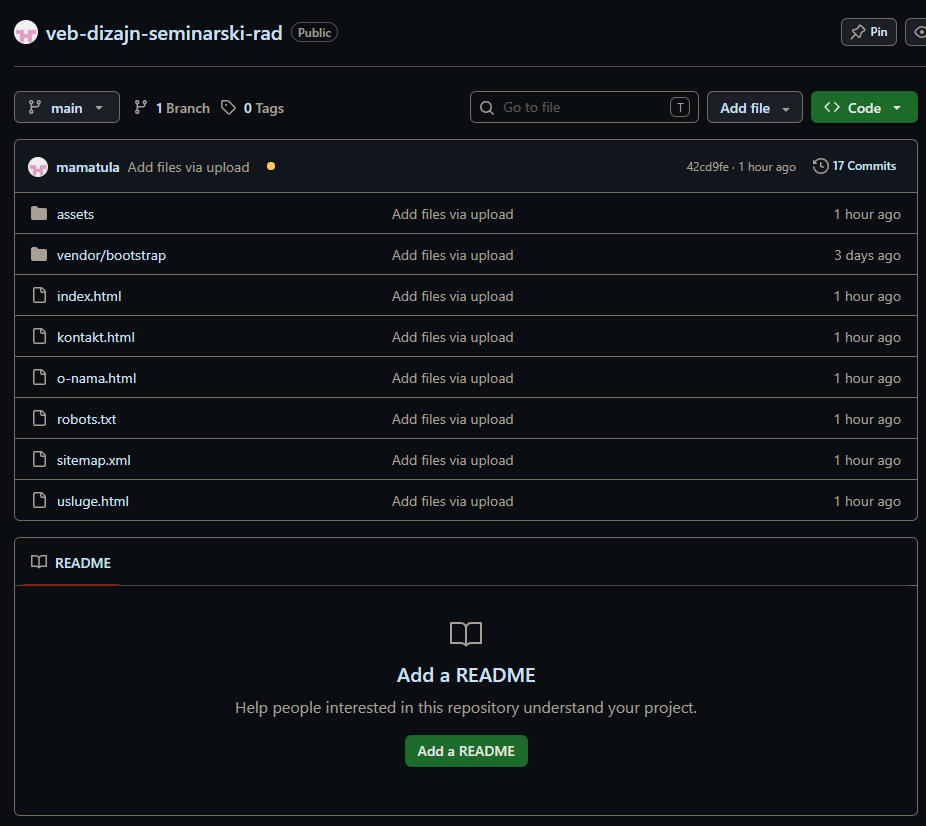 veb-dizajn-seminarski-rad Public Pin
main 1 Branch 0 Tags Go to file T Add file Code
mamatula Add files via upload 42cd9fe · 1 hour ago 17 Commits
assets Add files via upload 1 hour ago
vendor/bootstrap Add files via upload 3 days ago
index.html Add files via upload 1 hour ago
kontakt.html Add files via upload 1 hour ago
o-nama.html Add files via upload 1 hour ago
robots.txt Add files via upload 1 hour ago
sitemap.xml Add files via upload 1 hour ago
usluge.html Add files via upload 1 hour ago
README
Add a README
Help people interested in this repository understand your project.
Add a README